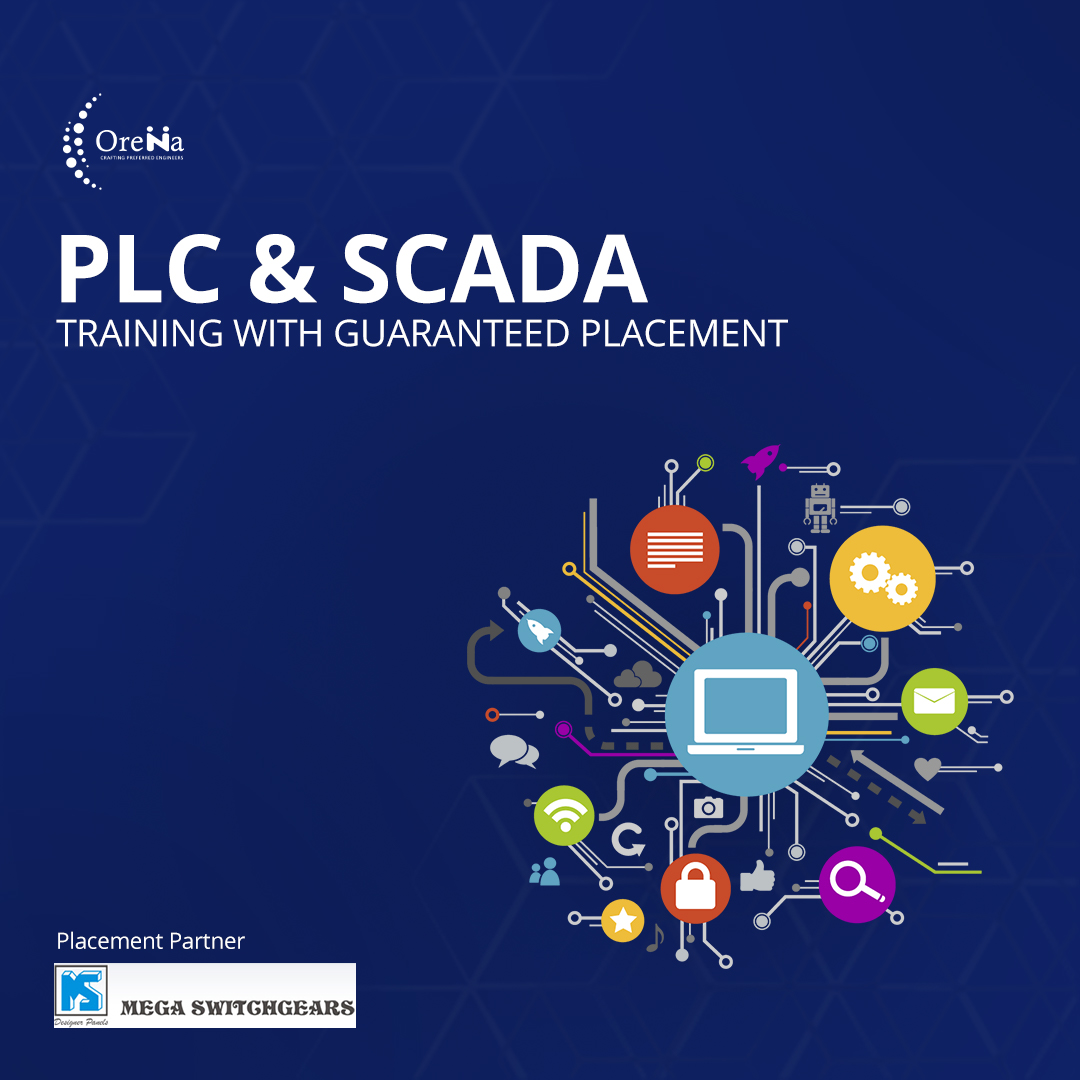 OreNa
CRAFTING PREFERRED ENGINEERS
PLC & SCADA
TRAINING WITH GUARANTEED PLACEMENT
Placement Partner
MS
MEGA SWITCHGEARS
Designer Panels